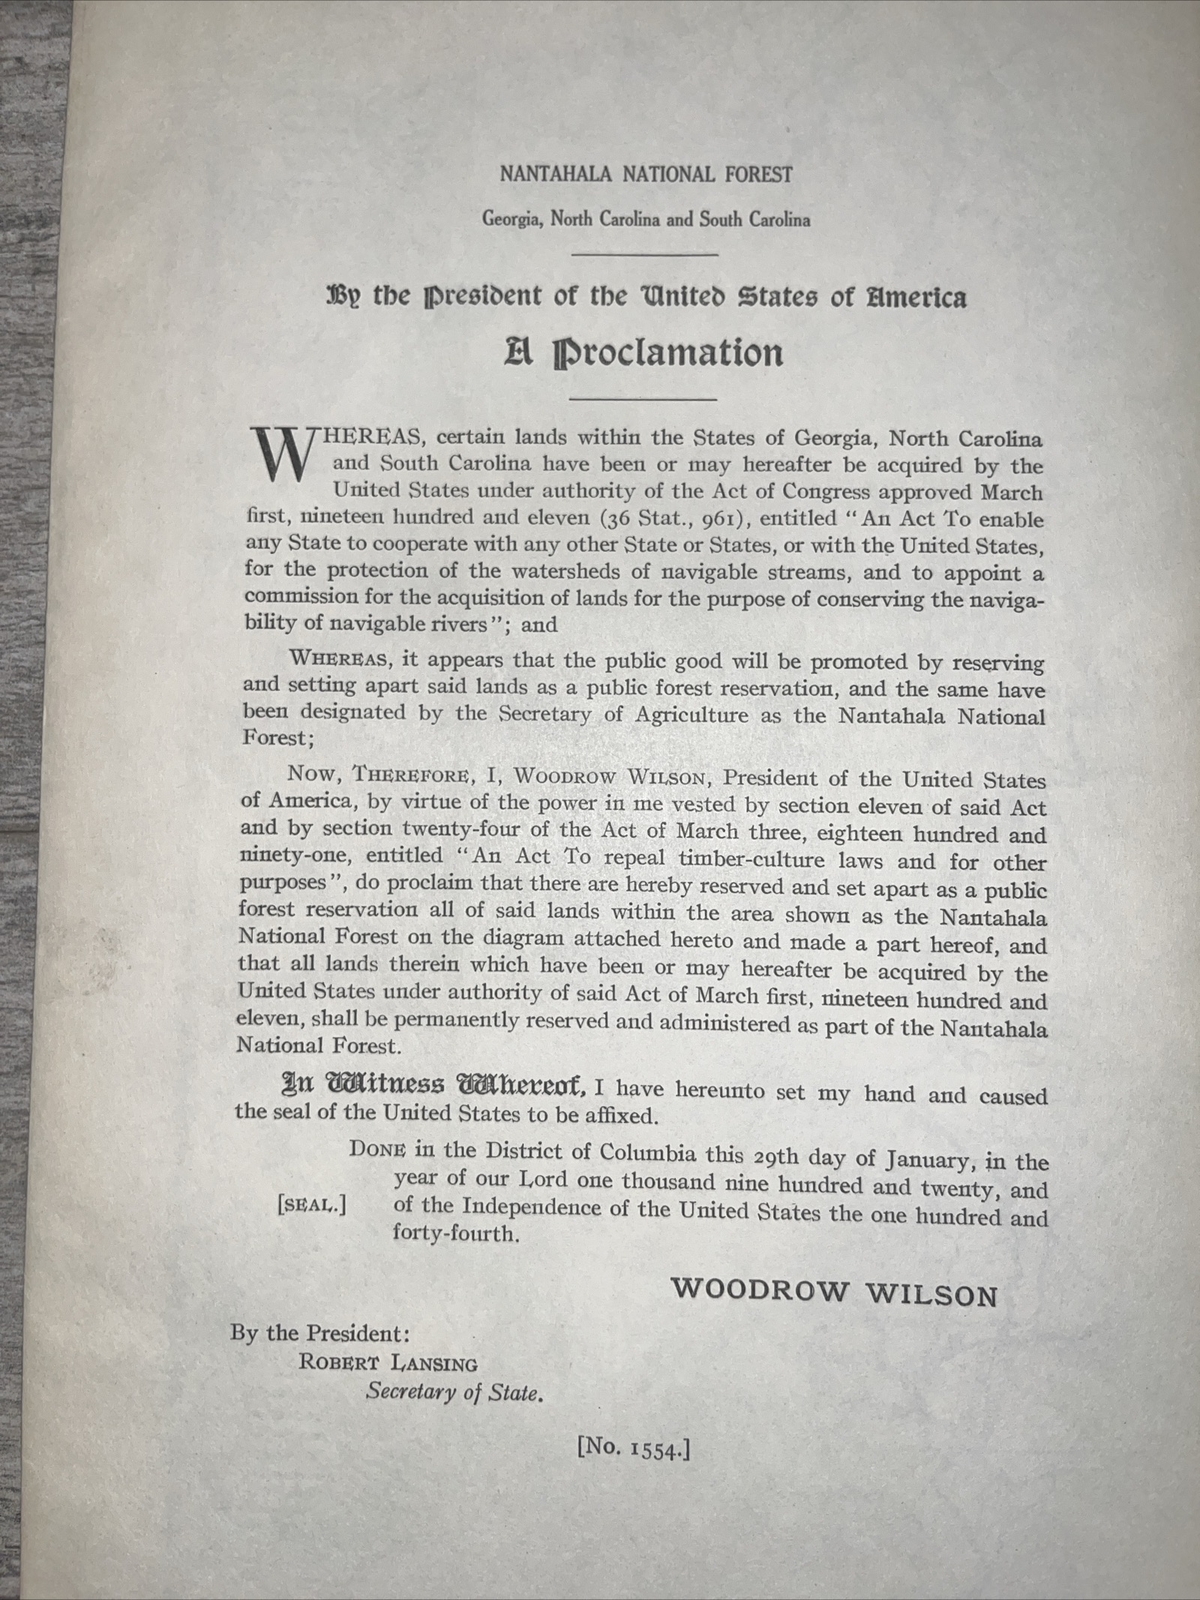 NANTAHALA NATIONAL FOREST
Georgia, North Carolina and South Carolina
By the President of the United States of America
A Proclamation
WHEREAS, certain lands within the States of Georgia, North Carolina
and South Carolina have been or may hereafter be acquired by the
United States under authority of the Act of Congress approved March
first, nineteen hundred and eleven (36 Stat., 961), entitled "An Act To enable
any State to cooperate with any other State or States, or with the United States,
for the protection of the watersheds of navigable streams, and to appoint a
commission for the acquisition of lands for the purpose of conserving the naviga-
bility of navigable rivers"; and
WHEREAS, it appears that the public good will be promoted by reserving
and setting apart said lands as a public forest reservation, and the same have
been designated by the Secretary of Agriculture as the Nantahala National
Forest;
NOW, THEREFORE, I, WOODROW WILSON, President of the United States
of America, by virtue of the power in me vested by section eleven of said Act
and by section twenty-four of the Act of March three, eighteen hundred and
ninety-one, entitled "An Act To repeal timber-culture laws and for other
purposes", do proclaim that there are hereby reserved and set apart as a public
forest reservation all of said lands within the area shown as the Nantahala
National Forest on the diagram attached hereto and made a part hereof, and
that all lands therein which have been or may hereafter be acquired by the
United States under authority of said Act of March first, nineteen hundred and
eleven, shall be permanently reserved and administered as part of the Nantahala
National Forest.
In Witness Whereof, I have hereunto set my hand and caused
the seal of the United States to be affixed.
DONE in the District of Columbia this 29th day of January, in the
year of our Lord one thousand nine hundred and twenty, and
[SEAL.] of the Independence of the United States the one hundred and
forty-fourth.
WOODROW WILSON
By the President:
ROBERT LANSING
Secretary of State.
[No. 1554.]